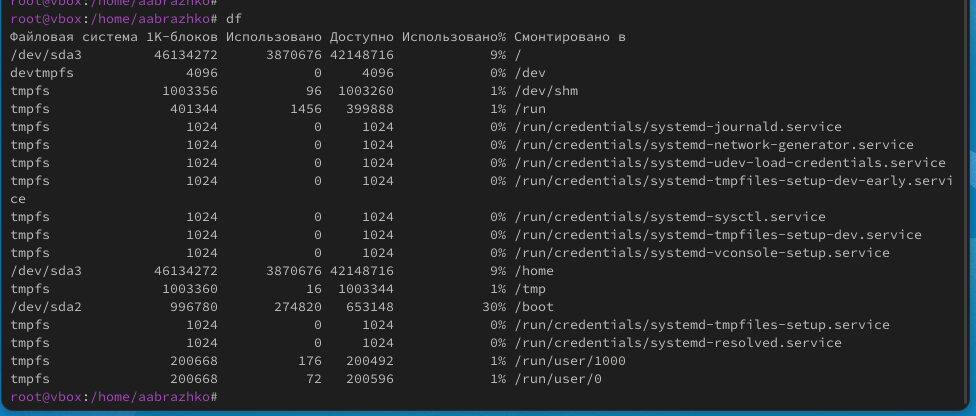 root@vbox:/home/aabrazhko#
root@vbox:/home/aabrazhko# df
Файловая система 1K-блоков Использовано Доступно Использовано% Смонтировано в
/dev/sda3         46134272      3870676 42148716            9% /
devtmpfs              4096            0     4096            0% /dev
tmpfs              1003356           96  1003260            1% /dev/shm
tmpfs               401344         1456   399888            1% /run
tmpfs                 1024            0     1024            0% /run/credentials/systemd-journald.service
tmpfs                 1024            0     1024            0% /run/credentials/systemd-network-generator.service
tmpfs                 1024            0     1024            0% /run/credentials/systemd-udev-load-credentials.service
tmpfs                 1024            0     1024            0% /run/credentials/systemd-tmpfiles-setup-dev-early.servi
ce
tmpfs                 1024            0     1024            0% /run/credentials/systemd-sysctl.service
tmpfs                 1024            0     1024            0% /run/credentials/systemd-tmpfiles-setup-dev.service
tmpfs                 1024            0     1024            0% /run/credentials/systemd-vconsole-setup.service
/dev/sda3         46134272      3870676 42148716            9% /home
tmpfs              1003360           16  1003344            1% /tmp
/dev/sda2           996780       274820   653148           30% /boot
tmpfs                 1024            0     1024            0% /run/credentials/systemd-tmpfiles-setup.service
tmpfs                 1024            0     1024            0% /run/credentials/systemd-resolved.service
tmpfs               200668          176   200492            1% /run/user/1000
tmpfs               200668           72   200596            1% /run/user/0
root@vbox:/home/aabrazhko#